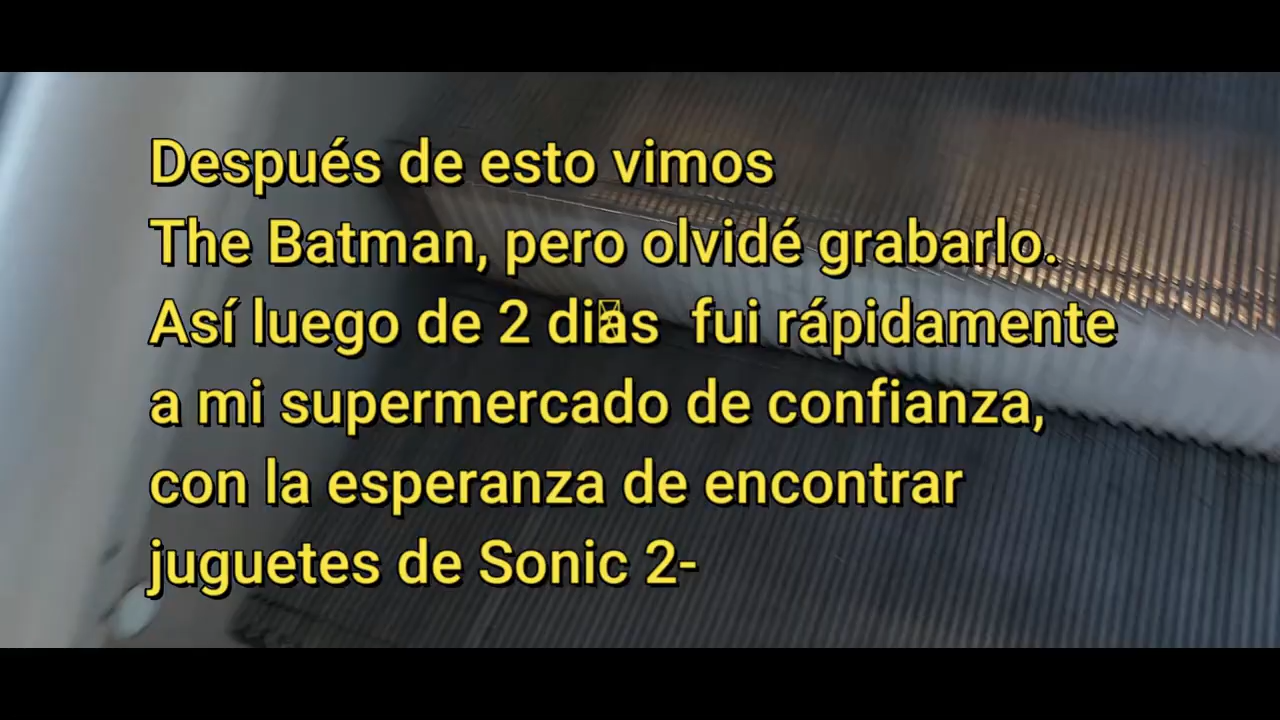 Después de esto vimos
The Batman, pero olvidé grabarlo.
Así luego de 2 dias  fui rápidamente
a mi supermercado de confianza,
con la esperanza de encontrar
juguetes de Sonic 2-